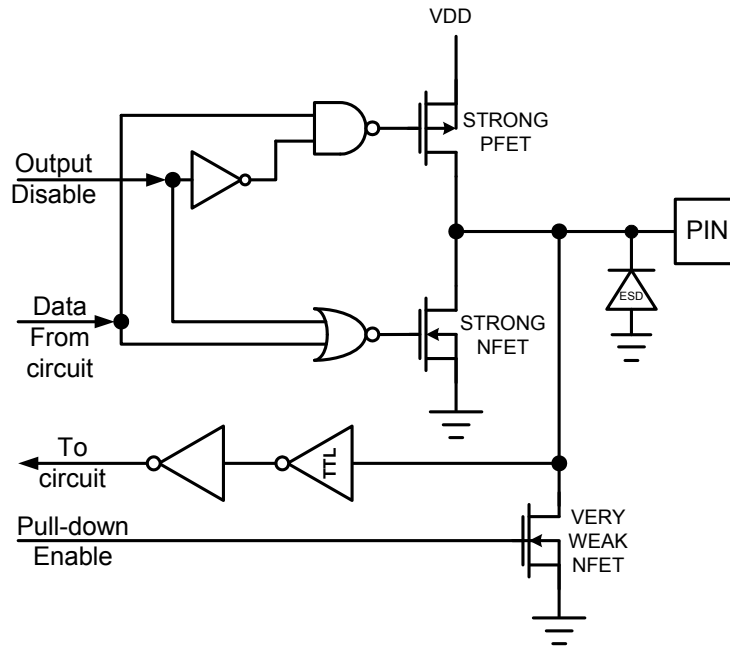 VDD
STRONG
PFET
Output
Disable
PIN
ESD
Data
From
circuit
STRONG
NFET
To
circuit
TTL
Pull-down
Enable
VERY
WEAK
NFET